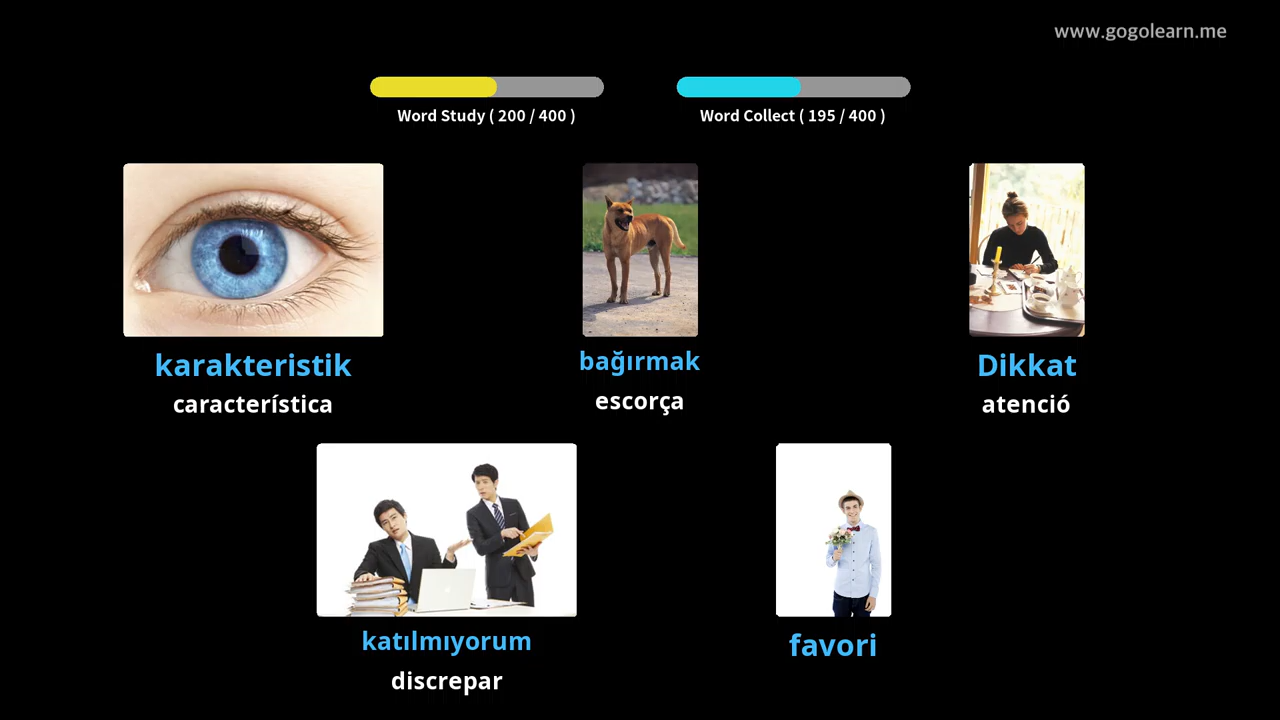 www.gogolearn.me
Word Study ( 200 / 400 )
Word Collect ( 195 / 400 )
karakteristik
característica
bağırmak
escorça
Dikkat
atenció
katılmıyorum
discrepar
favori